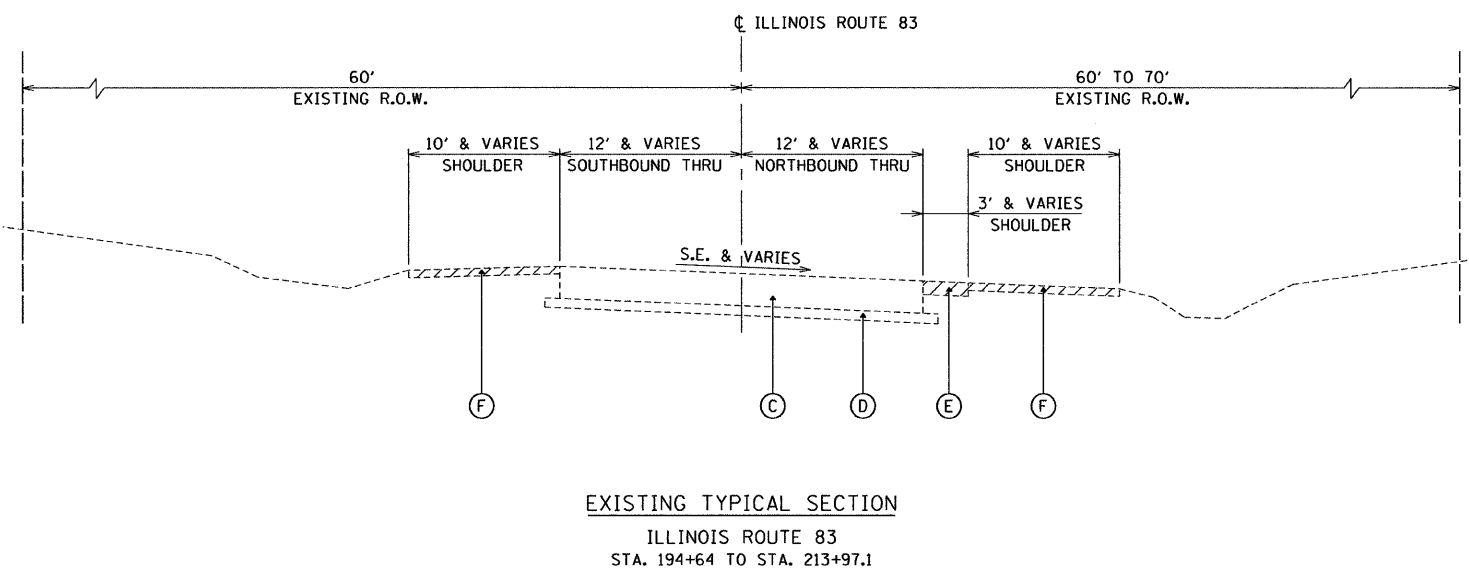 ℄ ILLINOIS ROUTE 83
60'
EXISTING R.O.W.
60' TO 70'
EXISTING R.O.W.
10' & VARIES
SHOULDER
12' & VARIES
SOUTHBOUND THRU
12' & VARIES
NORTHBOUND THRU
10' & VARIES
SHOULDER
3' & VARIES
SHOULDER
S.E. & VARIES
F
C
D
E
F
EXISTING TYPICAL SECTION
ILLINOIS ROUTE 83
STA. 194+64 TO STA. 213+97.1